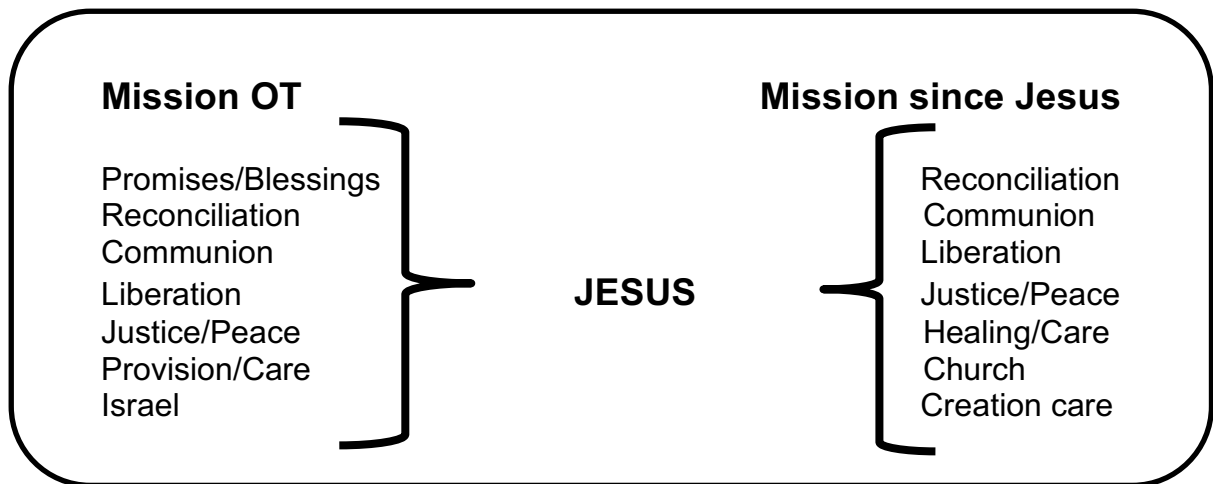 Mission OT
Promises/Blessings
Reconciliation
Communion
Liberation
Justice/Peace
Provision/Care
Israel
JESUS
Mission since Jesus
Reconciliation
Communion
Liberation
Justice/Peace
Healing/Care
Church
Creation care